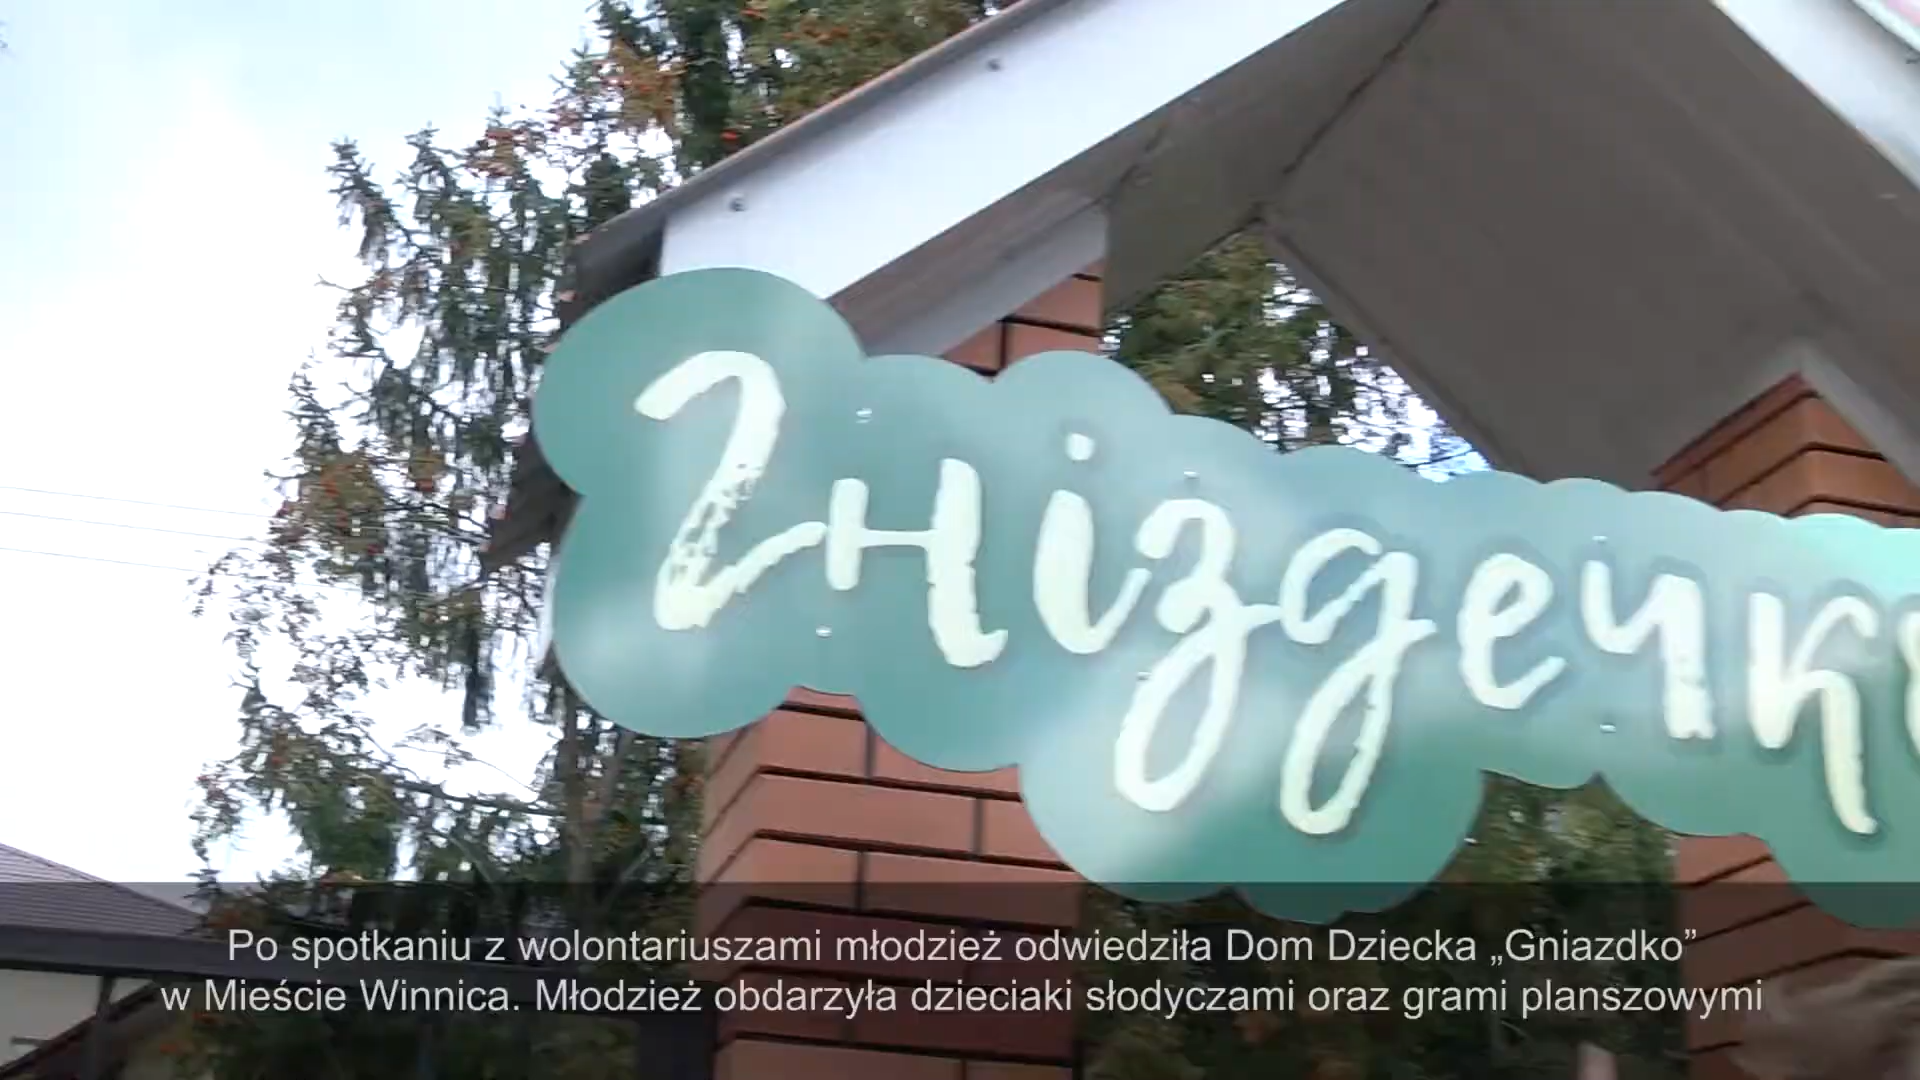 Гніздечк
Po spotkaniu z wolontariuszami młodzież odwiedziła Dom Dziecka „Gniazdko”
w Mieście Winnica. Młodzież obdarzyła dzieciaki słodyczami oraz grami planszowymi